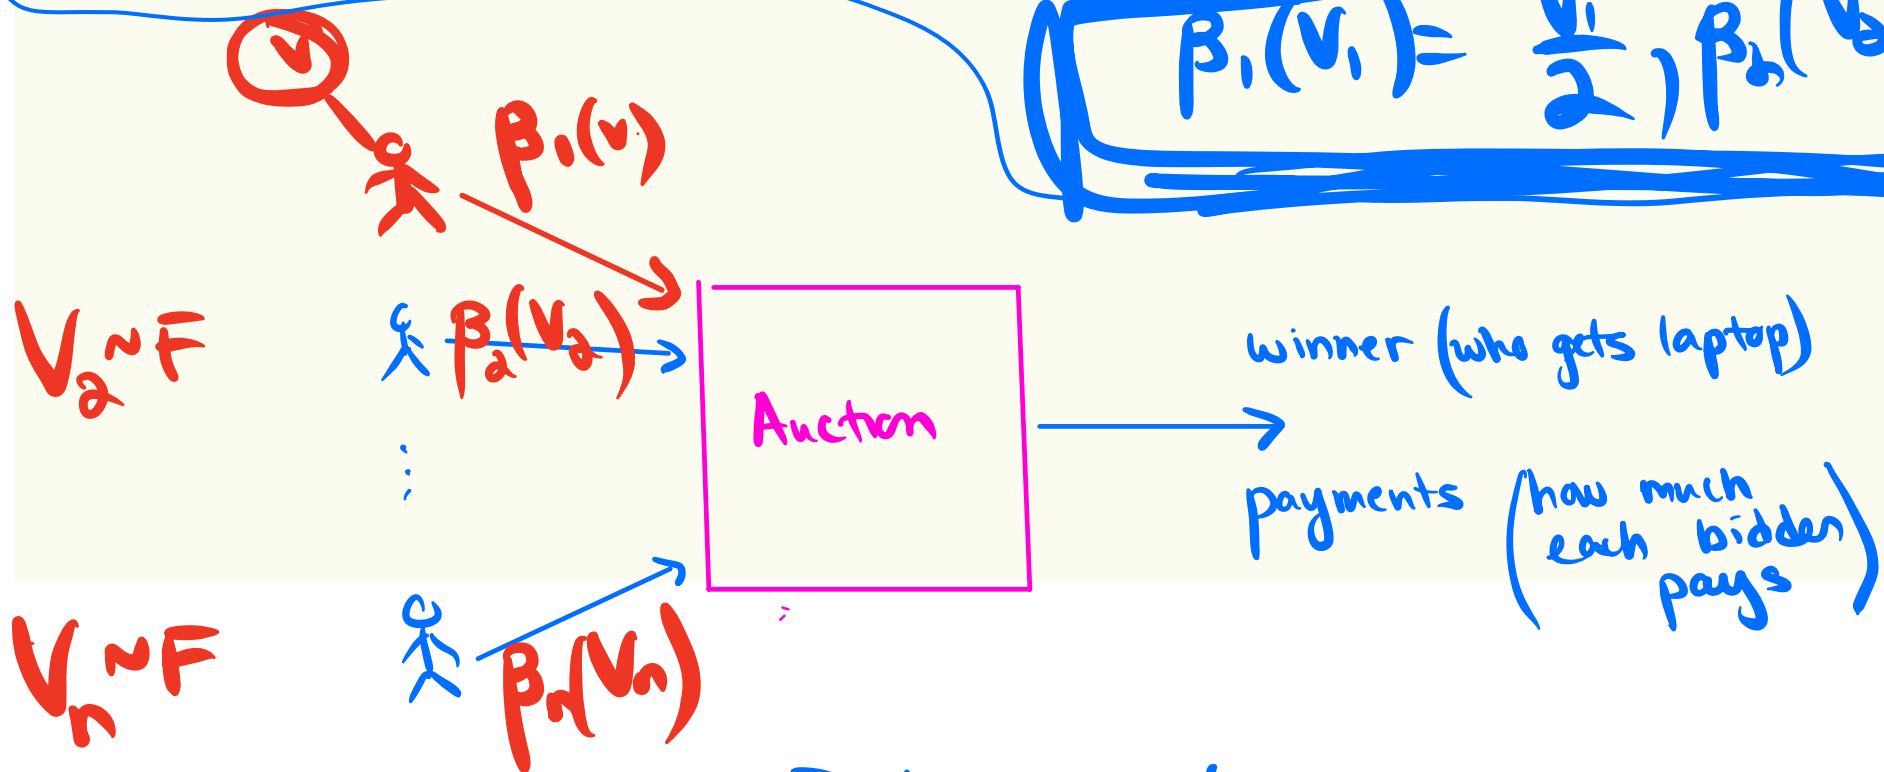 V
β₁(V₁) = V₁/2, β₂(V₂
β₁(v)
V₂ ~ F
β₂(V₂)
winner (who gets laptop)
Auction
payments (how much
each bidder
pays)
Vₙ ~ F
βₙ(Vₙ)